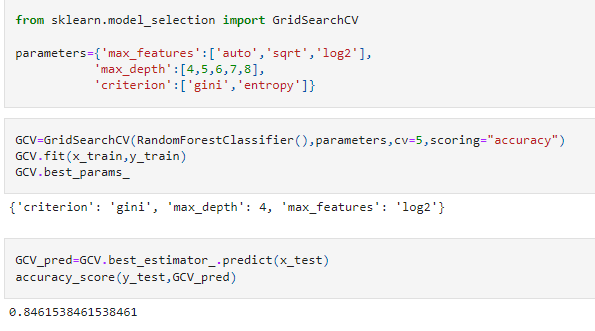 from sklearn.model_selection import GridSearchCV
parameters={'max_features':['auto','sqrt','log2'],
'max_depth':[4,5,6,7,8],
'criterion':['gini','entropy']}
GCV=GridSearchCV(RandomForestClassifier(),parameters,cv=5,scoring="accuracy")
GCV.fit(x_train,y_train)
GCV.best_params_
{'criterion': 'gini', 'max_depth': 4, 'max_features': 'log2'}
GCV_pred=GCV.best_estimator_.predict(x_test)
accuracy_score(y_test,GCV_pred)
0.8461538461538461